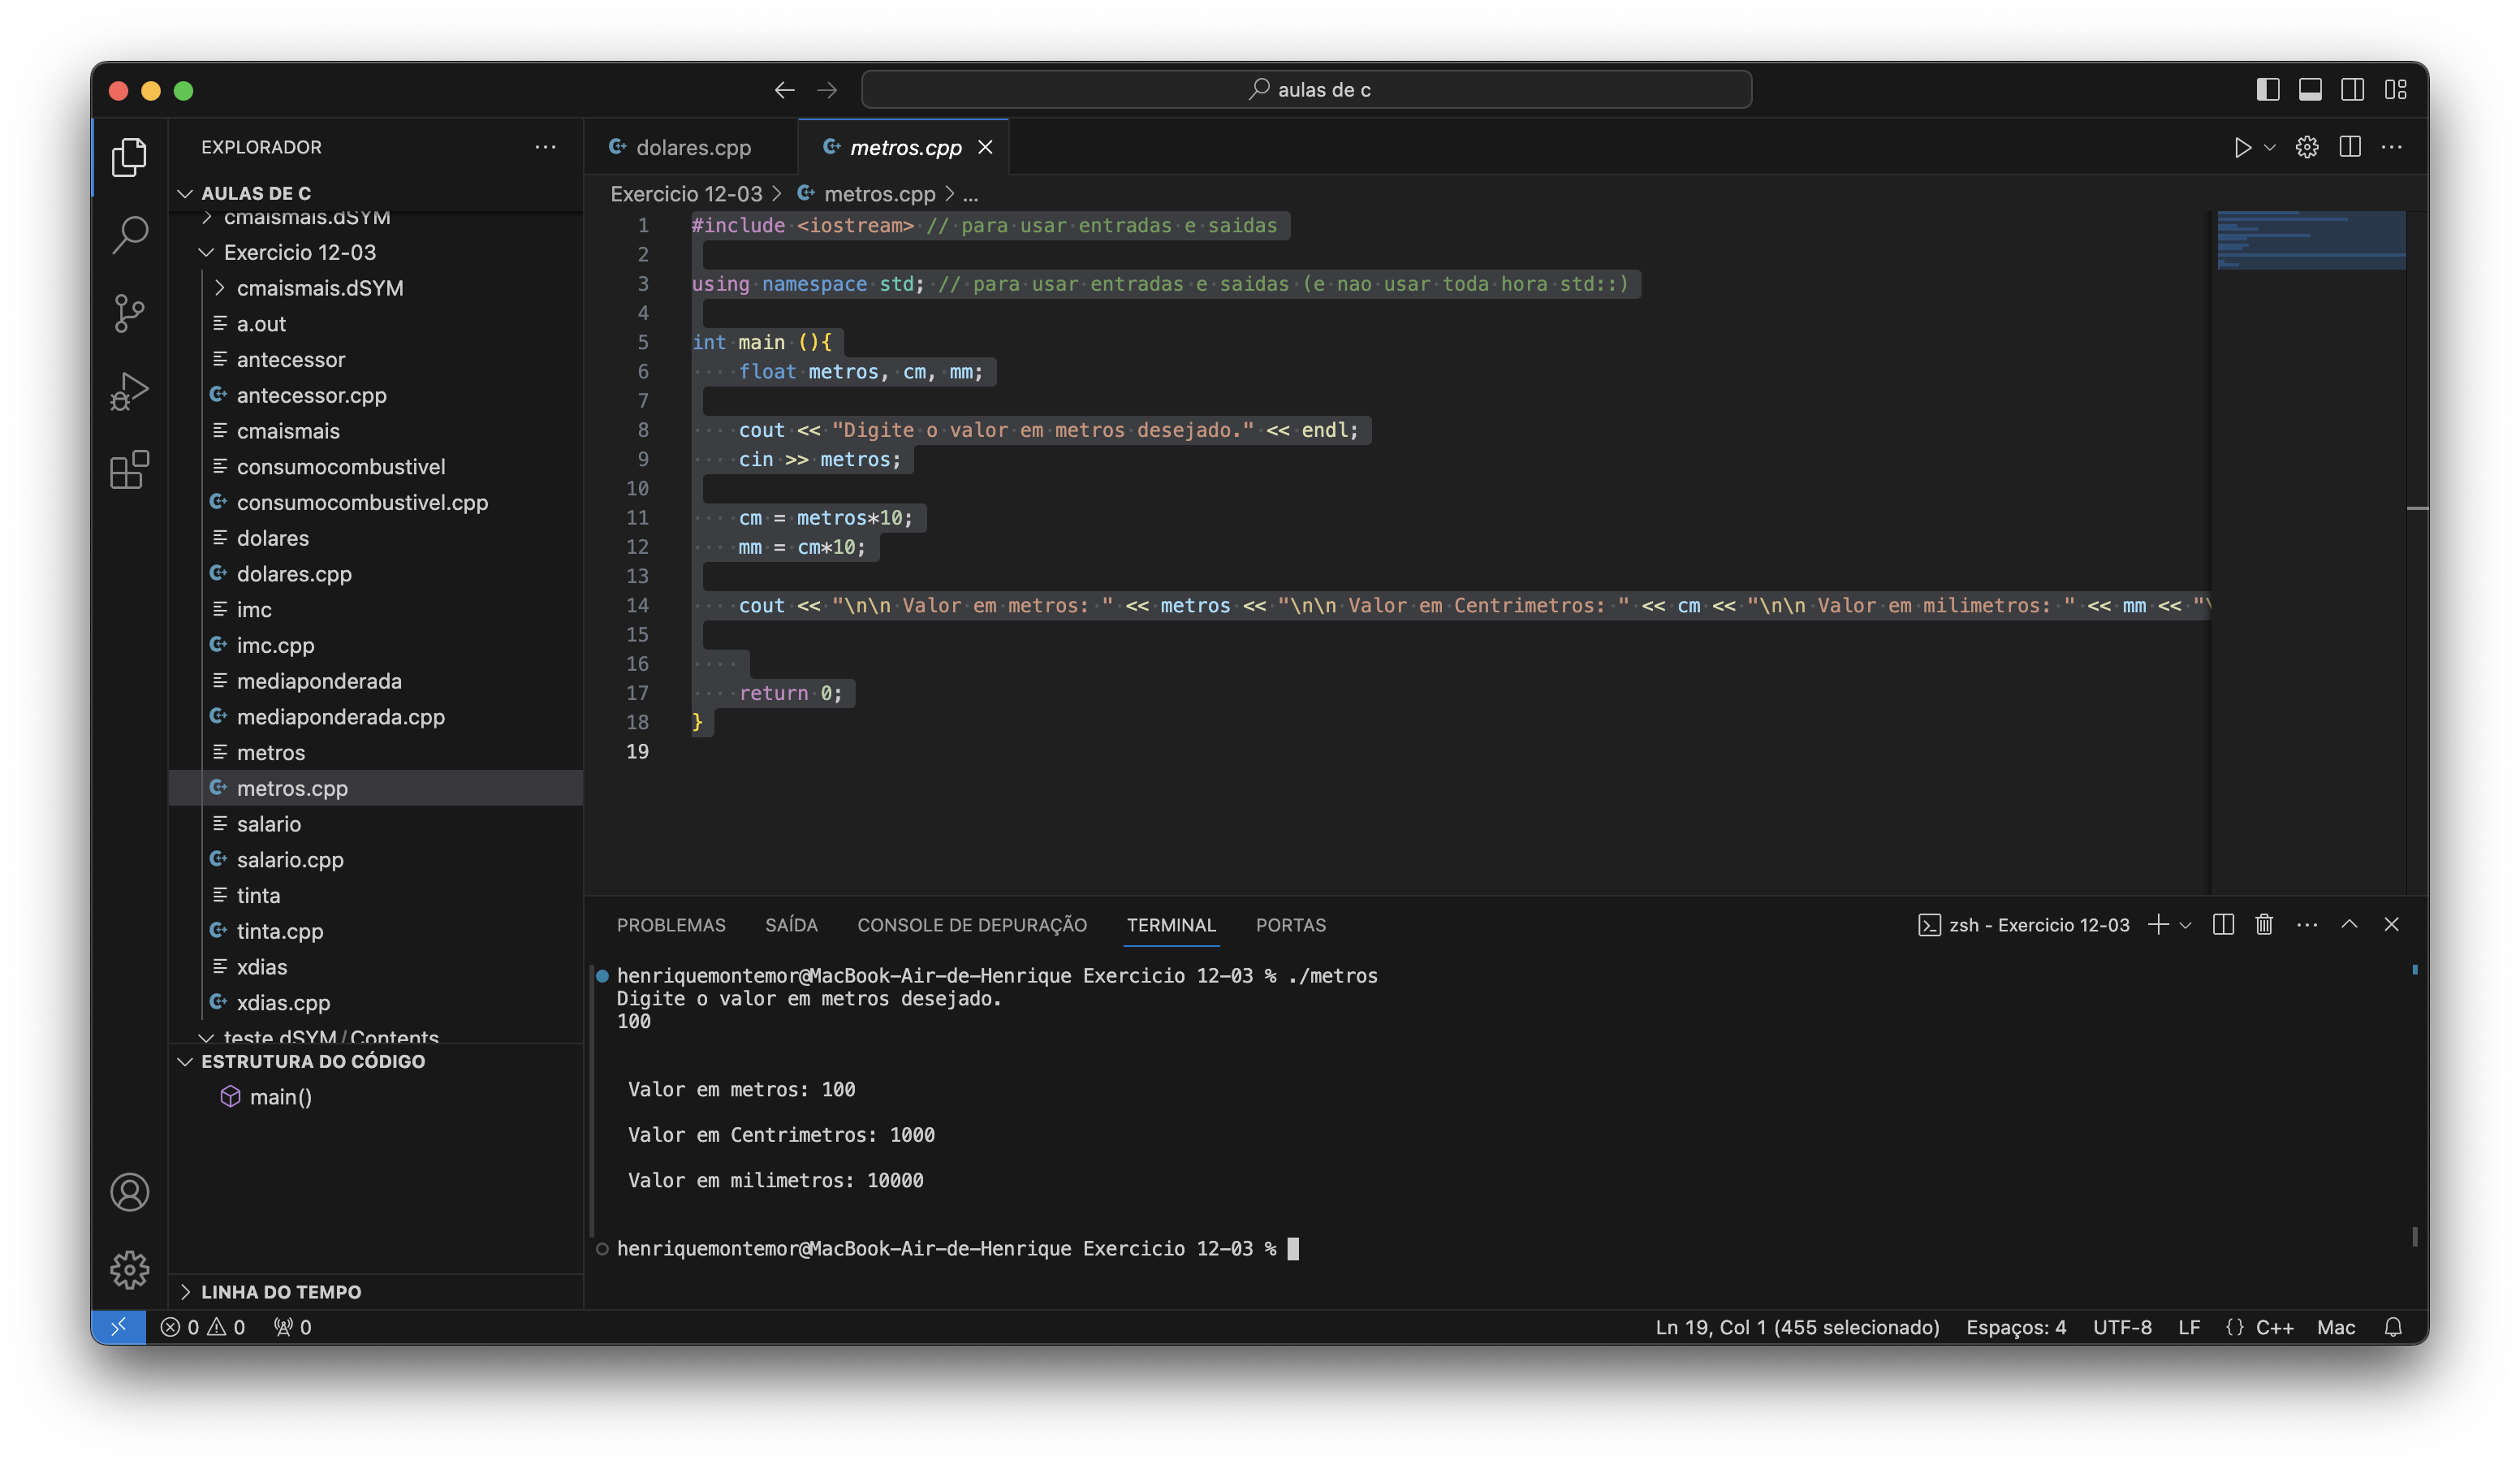 aulas de c
EXPLORADOR
AULAS DE C
cmaismais.dSYM
Exercicio 12-03
cmaismais.dSYM
a.out
antecessor
antecessor.cpp
cmaismais
consumocombustivel
consumocombustivel.cpp
dolares
dolares.cpp
imc
imc.cpp
mediaponderada
mediaponderada.cpp
metros
metros.cpp
salario
salario.cpp
tinta
tinta.cpp
xdias
xdias.cpp
teste.dSYM/Contents
ESTRUTURA DO CÓDIGO
main()
LINHA DO TEMPO
dolares.cpp metros.cpp
Exercicio 12-03 > metros.cpp > ...
1 #include <iostream> // para usar entradas e saidas
2
3 using namespace std; // para usar entradas e saidas (e nao usar toda hora std::)
4
5 int main (){
6 float metros, cm, mm;
7
8 cout << "Digite o valor em metros desejado." << endl;
9 cin >> metros;
10
11 cm = metros*10;
12 mm = cm*10;
13
14 cout << "\n\n Valor em metros: " << metros << "\n\n Valor em Centrimetros: " << cm << "\n\n Valor em milimetros: " << mm << "\
15
16
17 return 0;
18 }
19
PROBLEMAS SAÍDA CONSOLE DE DEPURAÇÃO TERMINAL PORTAS zsh - Exercicio 12-03
henriquemontemor@MacBook-Air-de-Henrique Exercicio 12-03 % ./metros
Digite o valor em metros desejado.
100
Valor em metros: 100
Valor em Centrimetros: 1000
Valor em milimetros: 10000
henriquemontemor@MacBook-Air-de-Henrique Exercicio 12-03 %
0 0 0 Ln 19, Col 1 (455 selecionado) Espaços: 4 UTF-8 LF {} C++ Mac